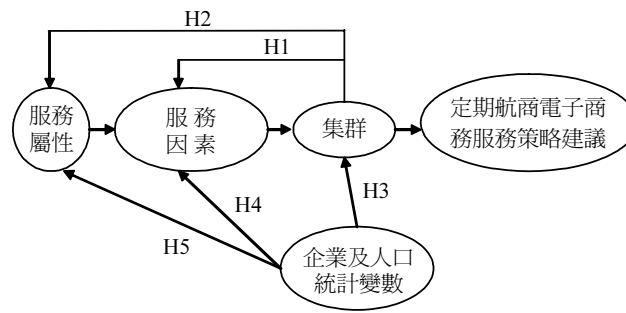 H2
H1
服務
屬性
服 務
因 素
集群
定期航商電子商
務服務策略建議
H3
H4
H5
企業及人口
統計變數